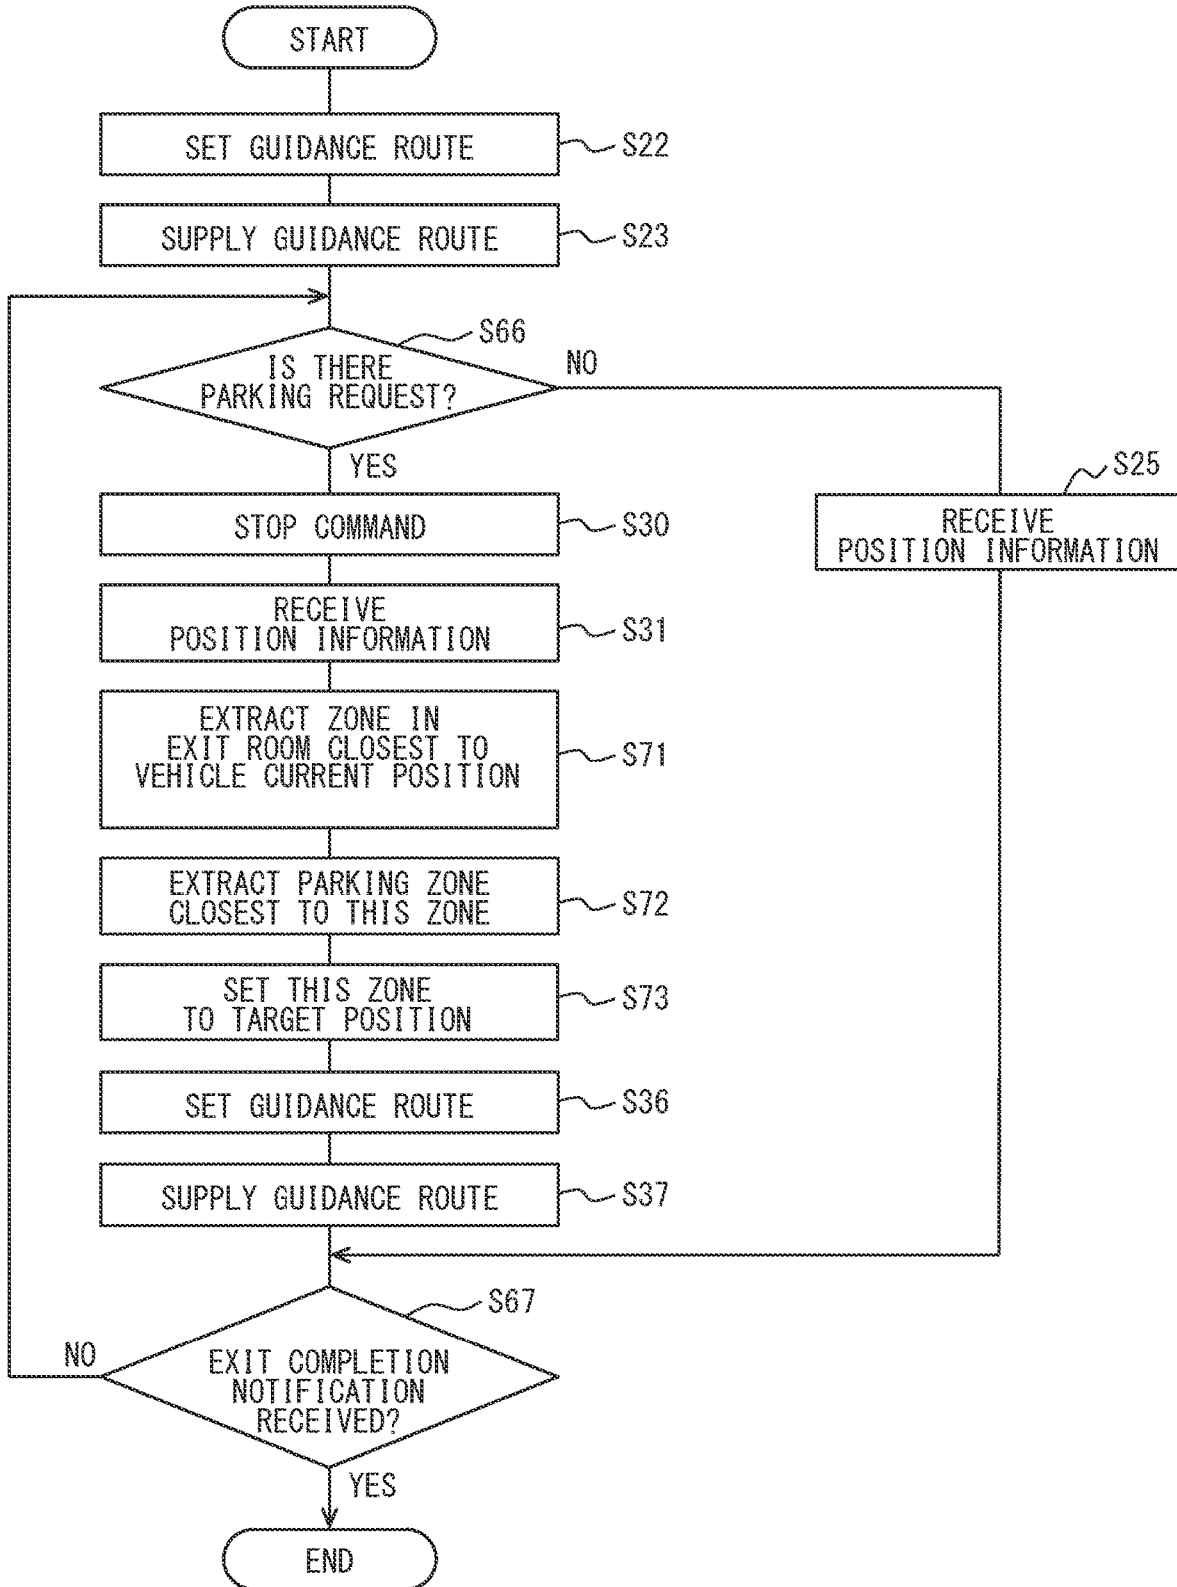 START
SET GUIDANCE ROUTE
S22
SUPPLY GUIDANCE ROUTE
S23
S66
IS THERE
PARKING REQUEST?
NO
YES
S25
RECEIVE
POSITION INFORMATION
STOP COMMAND
S30
RECEIVE
POSITION INFORMATION
S31
EXTRACT ZONE IN
EXIT ROOM CLOSEST TO
VEHICLE CURRENT POSITION
S71
EXTRACT PARKING ZONE
CLOSEST TO THIS ZONE
S72
SET THIS ZONE
TO TARGET POSITION
S73
SET GUIDANCE ROUTE
S36
SUPPLY GUIDANCE ROUTE
S37
S67
NO
EXIT COMPLETION
NOTIFICATION
RECEIVED?
YES
END